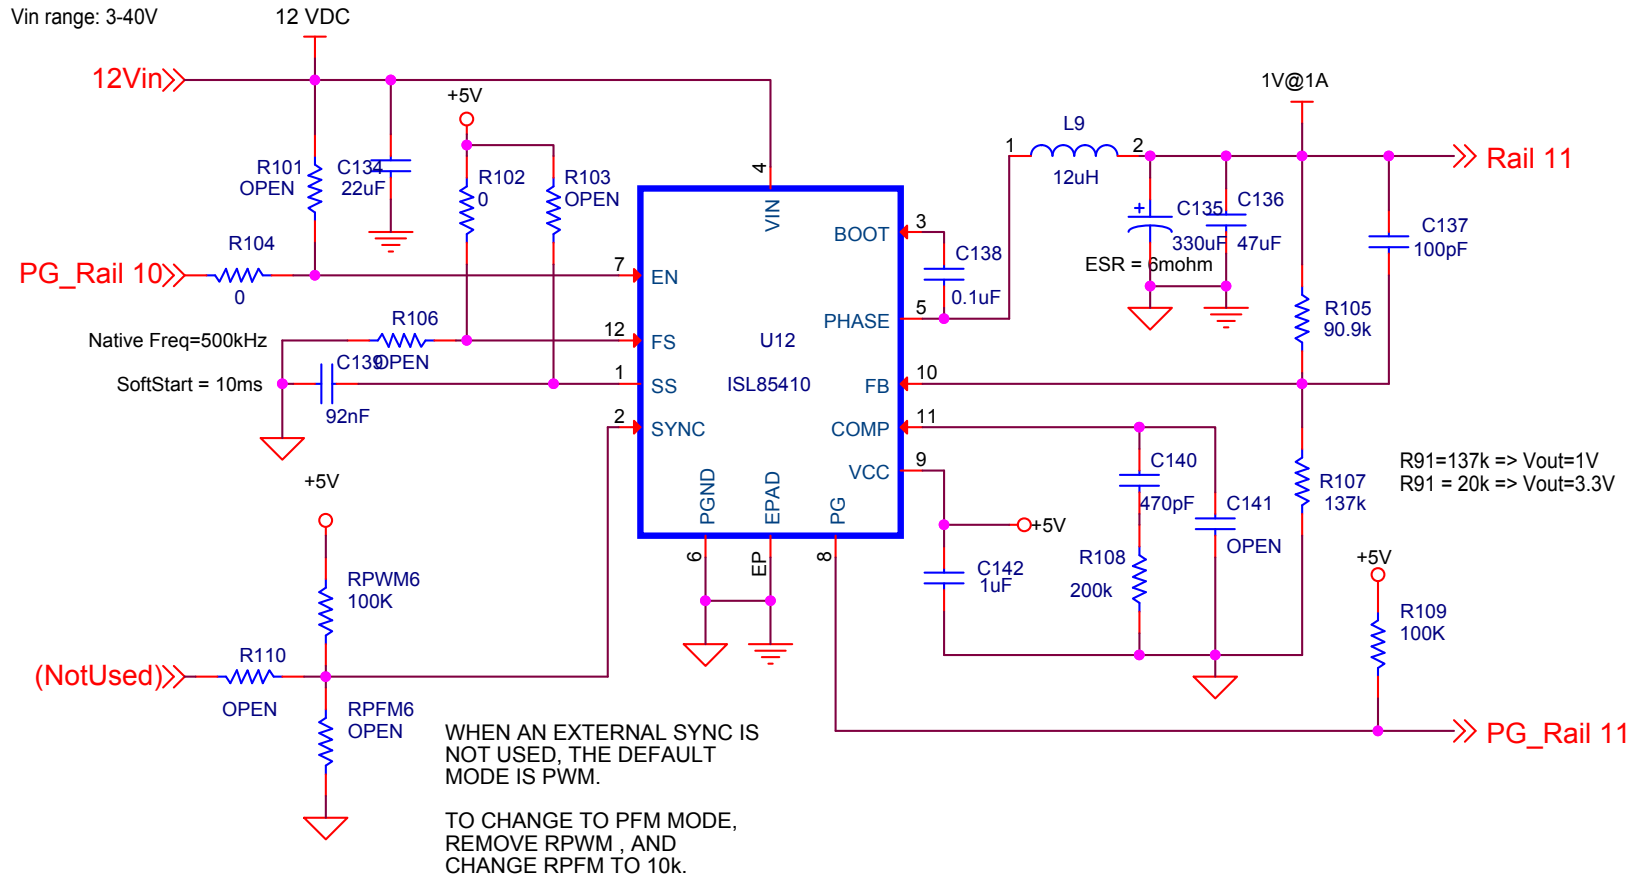 Vin range: 3-40V
12 VDC
12Vin
+5V
1V@1A
L9
1
2
12uH
Rail 11
R101
OPEN
C134
22uF
R102
0
R103
OPEN
4
VIN
BOOT
3
C138
0.1uF
C135
330uF
ESR = 6mohm
C136
47uF
C137
100pF
R104
0
PG_Rail 10
7
EN
PHASE
5
R105
90.9k
Native Freq=500kHz
R106
OPEN
12
FS
U12
ISL85410
SoftStart = 10ms
C139
92nF
1
SS
FB
10
2
SYNC
COMP
11
VCC
9
PGND
EPAD
PG
6
EP
8
C140
470pF
C141
OPEN
R107
137k
R91=137k => Vout=1V
R91 = 20k => Vout=3.3V
+5V
+5V
C142
1uF
R108
200k
+5V
R109
100K
RPWM6
100K
R110
OPEN
(NotUsed)
RPFM6
OPEN
PG_Rail 11
WHEN AN EXTERNAL SYNC IS
NOT USED, THE DEFAULT
MODE IS PWM.
TO CHANGE TO PFM MODE,
REMOVE RPWM , AND
CHANGE RPFM TO 10k.